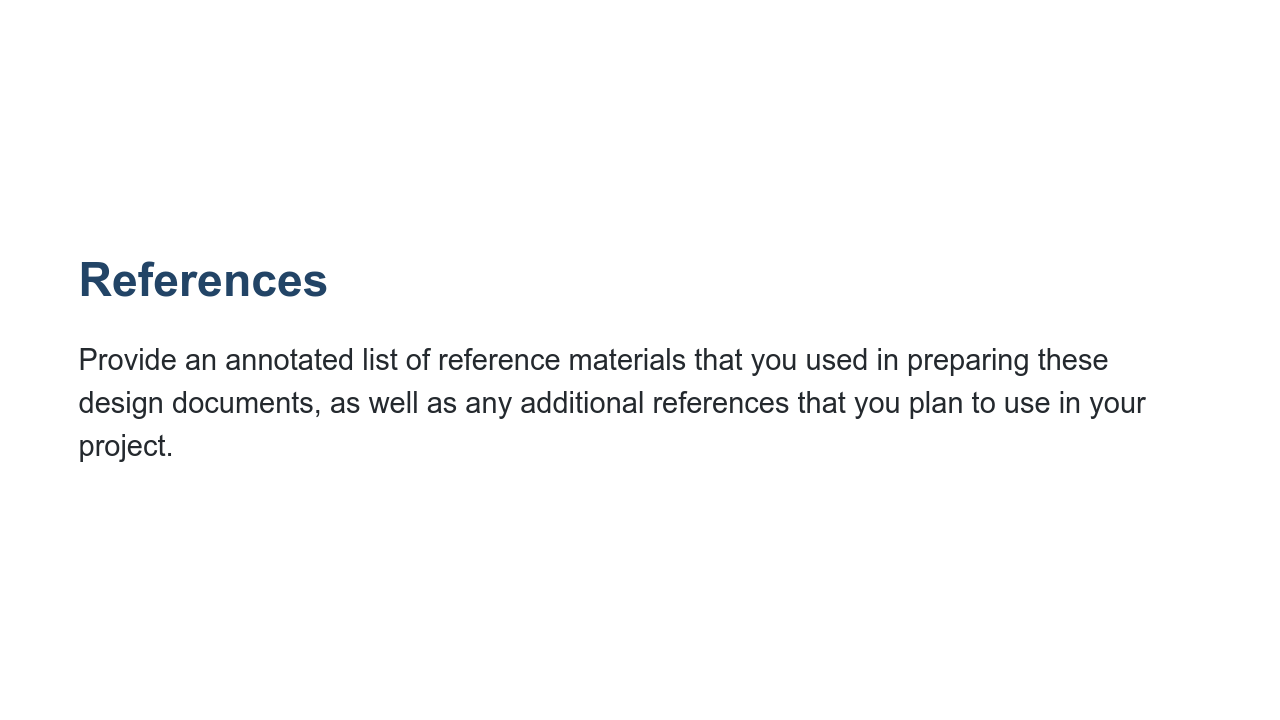 References
Provide an annotated list of reference materials that you used in preparing these
design documents, as well as any additional references that you plan to use in your
project.